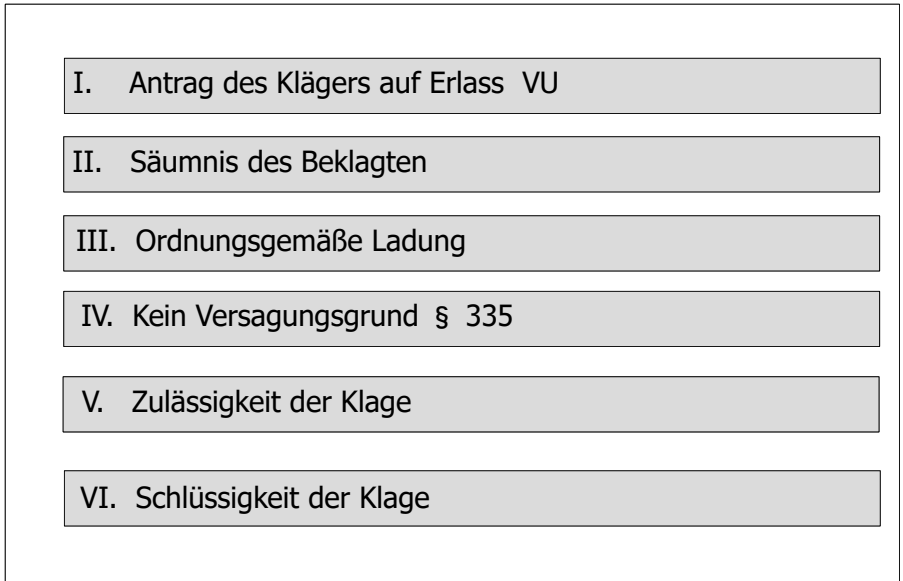 I. Antrag des Klägers auf Erlass VU
II. Säumnis des Beklagten
III. Ordnungsgemäße Ladung
IV. Kein Versagungsgrund § 335
V. Zulässigkeit der Klage
VI. Schlüssigkeit der Klage